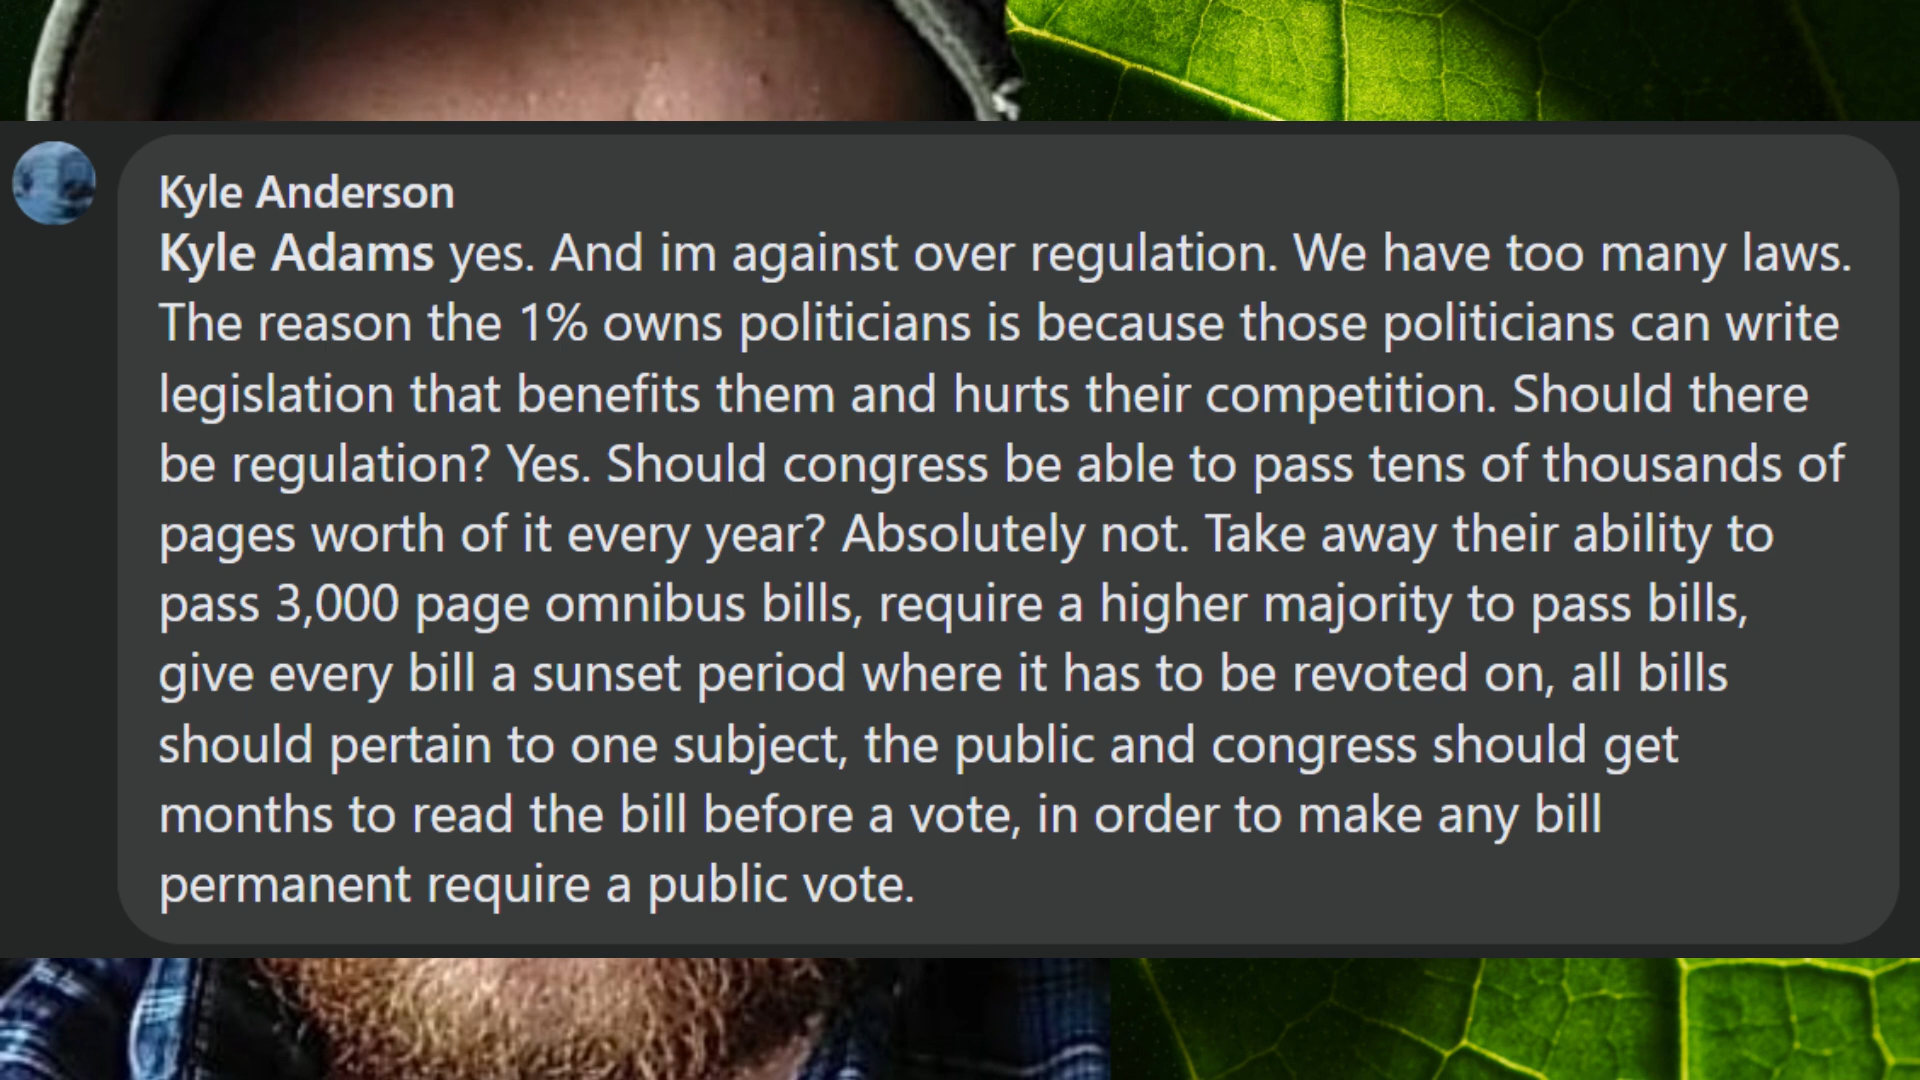 Kyle Anderson
Kyle Adams yes. And im against over regulation. We have too many laws.
The reason the 1% owns politicians is because those politicians can write
legislation that benefits them and hurts their competition. Should there
be regulation? Yes. Should congress be able to pass tens of thousands of
pages worth of it every year? Absolutely not. Take away their ability to
pass 3,000 page omnibus bills, require a higher majority to pass bills,
give every bill a sunset period where it has to be revoted on, all bills
should pertain to one subject, the public and congress should get
months to read the bill before a vote, in order to make any bill
permanent require a public vote.